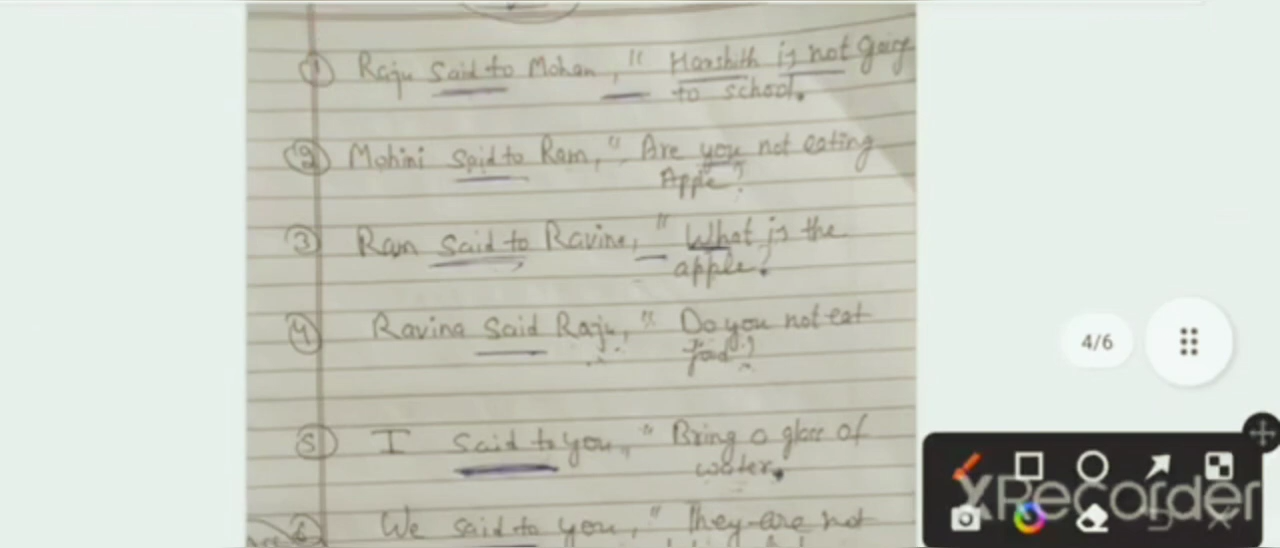 ① Raju said to Mohan, " Harshith is not going
to school.
② Mohini said to Ram, " Are you not eating
Apple?
③ Ram said to Ravina, " What is the
apple?
④ Ravina said Raju, " Do you not eat
food?
⑤ I said to you, " Bring a glass of
water.
⑥ We said to you, " They are not
4/6
XRecorder